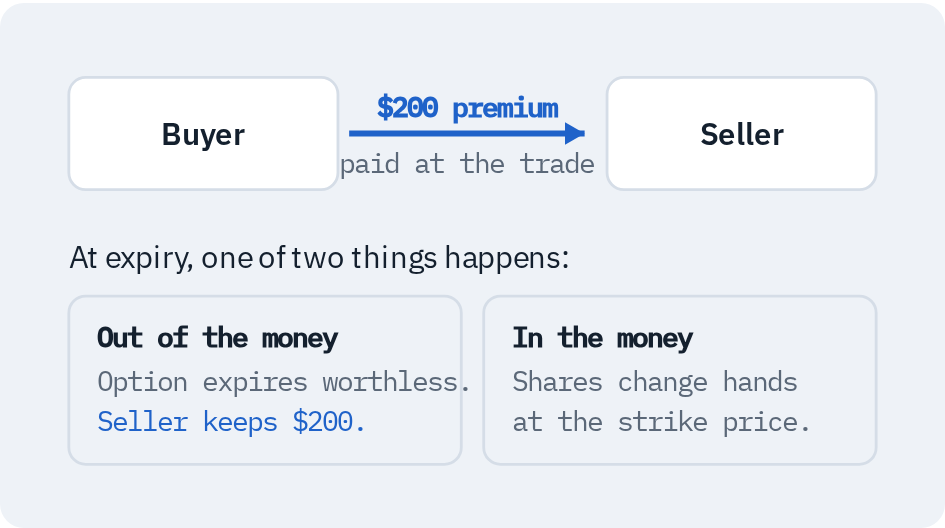 Buyer
$200 premium
paid at the trade
Seller
At expiry, one of two things happens:
Out of the money
Option expires worthless.
Seller keeps $200.
In the money
Shares change hands
at the strike price.